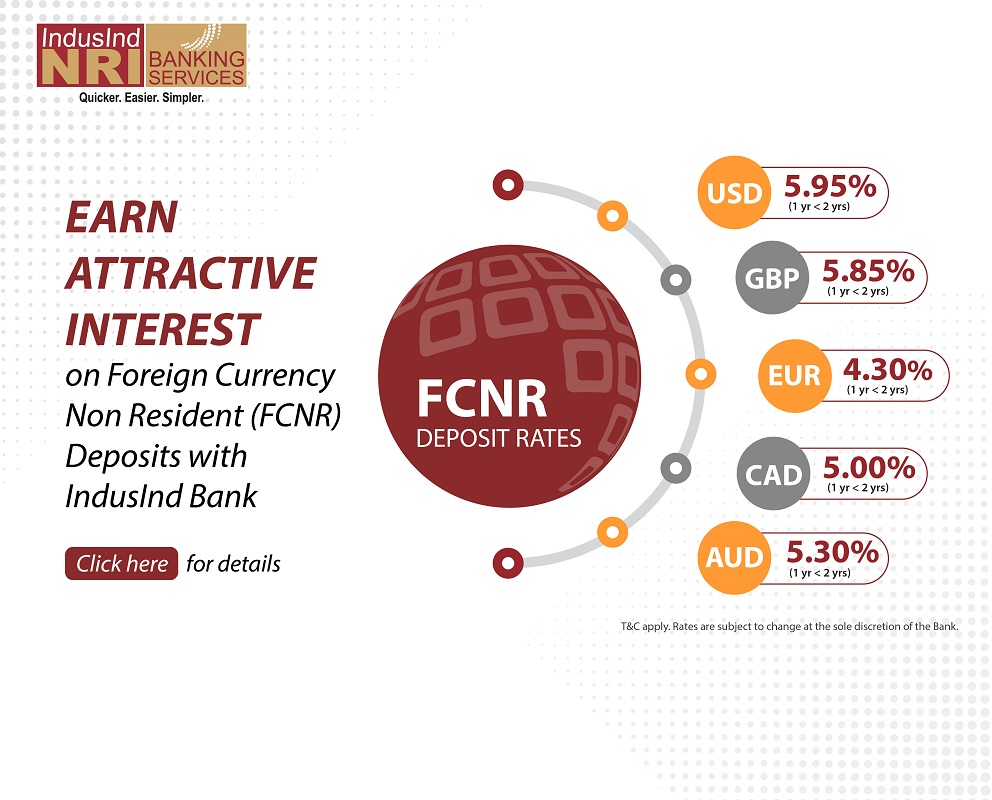 IndusInd
NRI
BANKING
SERVICES
Quicker. Easier. Simpler.
EARN
ATTRACTIVE
INTEREST
on Foreign Currency
Non Resident (FCNR)
Deposits with
IndusInd Bank
Click here for details
FCNR
DEPOSIT RATES
USD 5.95%
(1 yr < 2 yrs)
GBP 5.85%
(1 yr < 2 yrs)
EUR 4.30%
(1 yr < 2 yrs)
CAD 5.00%
(1 yr < 2 yrs)
AUD 5.30%
(1 yr < 2 yrs)
T&C apply. Rates are subject to change at the sole discretion of the Bank.